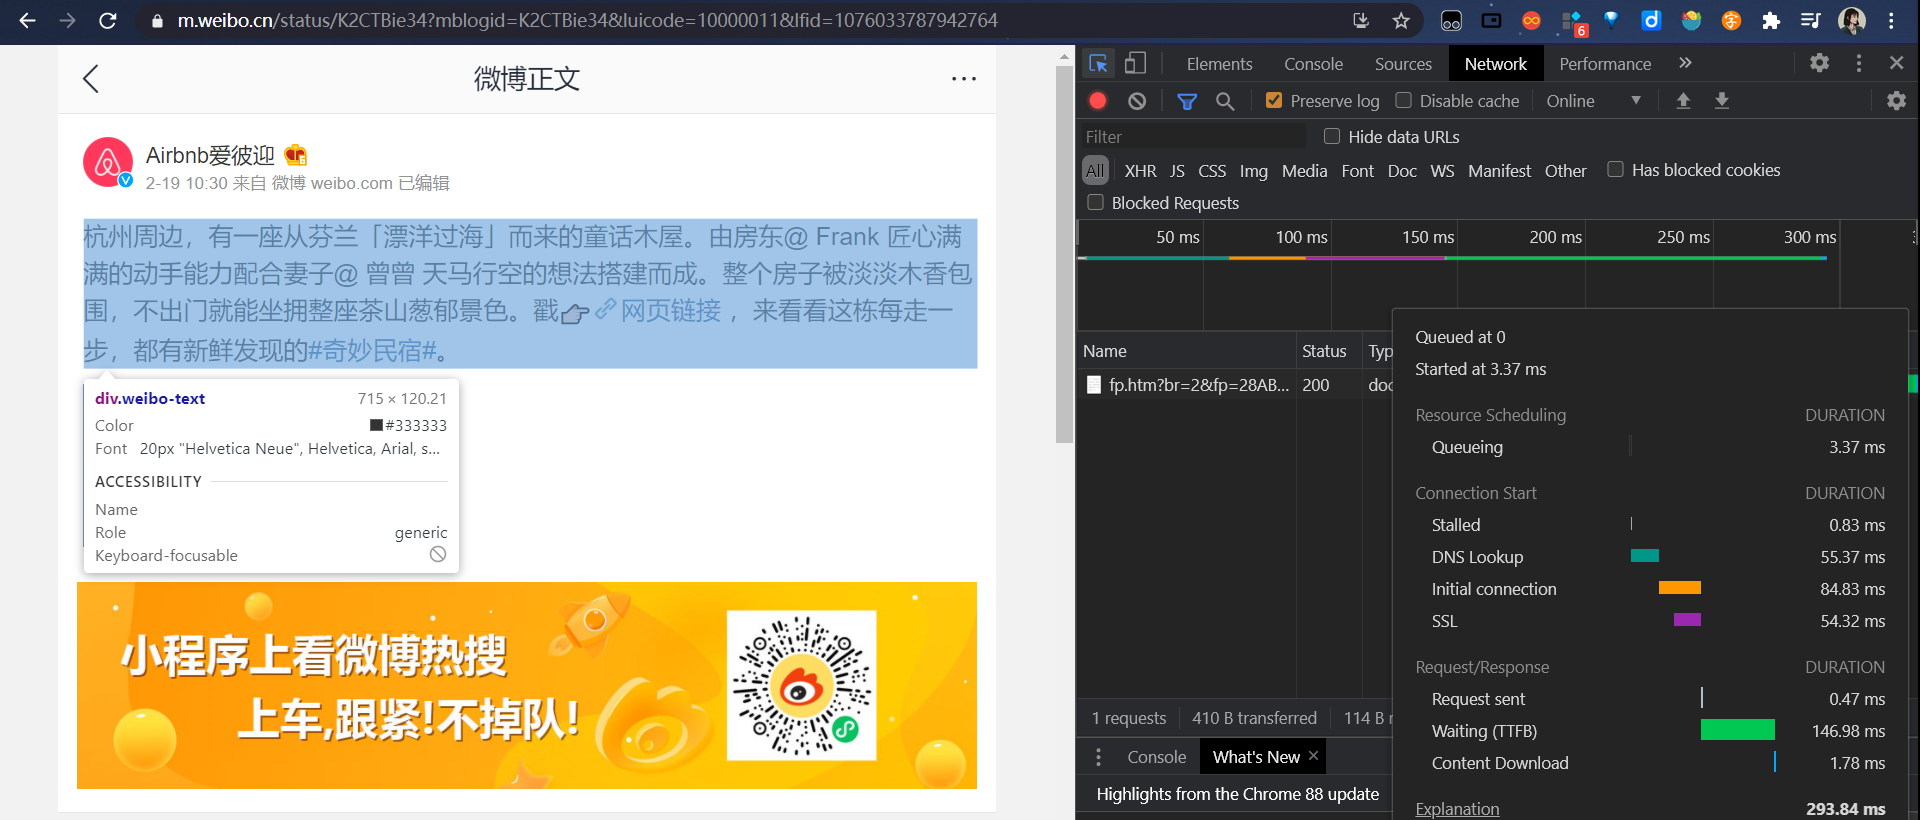 m.weibo.cn/status/K2CTBie34?mblogid=K2CTBie34&luicode=10000011&lfid=1076033787942764
6
字
微博正文
Airbnb爱彼迎
2-19 10:30 来自 微博 weibo.com 已编辑
杭州周边，有一座从芬兰「漂洋过海」而来的童话木屋。由房东@ Frank 匠心满
满的动手能力配合妻子@ 曾曾 天马行空的想法搭建而成。整个房子被淡淡木香包
围，不出门就能坐拥整座茶山葱郁景色。戳 网页链接 ，来看看这栋每走一
步，都有新鲜发现的#奇妙民宿#。
div.weibo-text 715 × 120.21
Color #333333
Font 20px "Helvetica Neue", Helvetica, Arial, s...
ACCESSIBILITY
Name
Role generic
Keyboard-focusable
小程序上看微博热搜
上车,跟紧!不掉队!
Elements Console Sources Network Performance
Preserve log Disable cache Online
Filter Hide data URLs
All XHR JS CSS Img Media Font Doc WS Manifest Other Has blocked cookies
Blocked Requests
50 ms 100 ms 150 ms 200 ms 250 ms 300 ms
Name Status Typ
fp.htm?br=2&fp=28AB... 200 doc
1 requests 410 B transferred 114 B r
Console What's New
Highlights from the Chrome 88 update
Queued at 0
Started at 3.37 ms
Resource Scheduling DURATION
Queueing 3.37 ms
Connection Start DURATION
Stalled 0.83 ms
DNS Lookup 55.37 ms
Initial connection 84.83 ms
SSL 54.32 ms
Request/Response DURATION
Request sent 0.47 ms
Waiting (TTFB) 146.98 ms
Content Download 1.78 ms
Explanation 293.84 ms